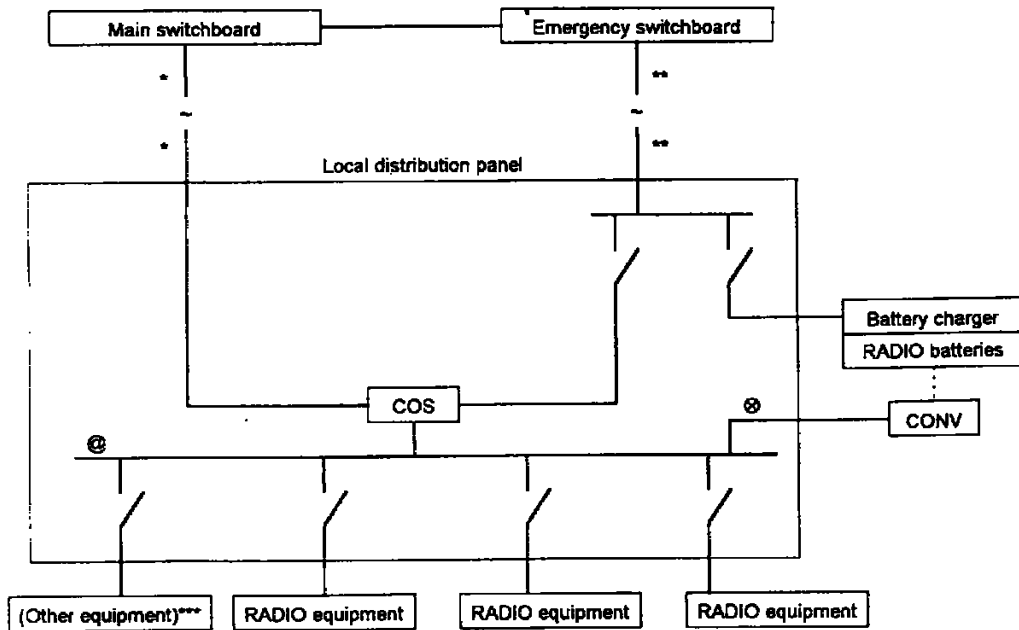 Main switchboard
Emergency switchboard
*
**
~
~
*
**
Local distribution panel
Battery charger
RADIO batteries
COS
⊗
CONV
@
(Other equipment)***
RADIO equipment
RADIO equipment
RADIO equipment